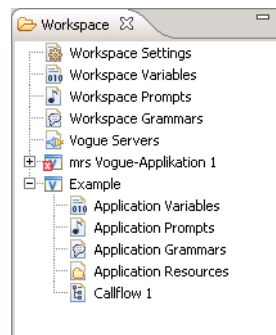 Workspace
Workspace Settings
Workspace Variables
Workspace Prompts
Workspace Grammars
Vogue Servers
mrs Vogue-Applikation 1
Example
Application Variables
Application Prompts
Application Grammars
Application Resources
Callflow 1